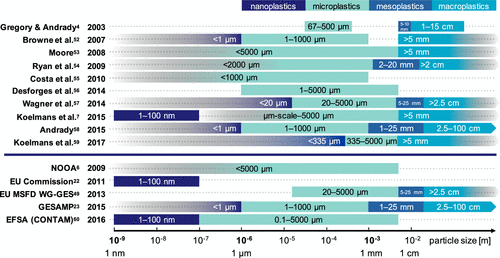 nanoplastics microplastics mesoplastics macroplastics
Gregory & Andrady⁴ 2003 67–500 µm 5-10 mm 1–15 cm
Browne et al.⁵² 2007 <1 µm 1–1000 µm >5 mm
Moore⁵³ 2008 <5000 µm >5 mm
Ryan et al.⁵⁴ 2009 <2000 µm 2–20 mm >2 cm
Costa et al.⁵⁵ 2010 <1000 µm
Desforges et al.⁵⁶ 2014 1–5000 µm
Wagner et al.⁵⁷ 2014 <20 µm 20–5000 µm 5-25 mm >2.5 cm
Koelmans et al.⁷ 2015 1–100 nm µm-scale–5000 µm
Andrady⁵⁸ 2015 <1 µm 1–1000 µm 1–25 mm 2.5–100 cm
Koelmans et al.⁵⁹ 2017 <335 µm 335–5000 µm >5 mm
NOOA⁶ 2009 <5000 µm
EU Commission²² 2011 1–100 nm
EU MSFD WG-GES⁴⁹ 2013 20–5000 µm 5-25 mm >2.5 cm
GESAMP²³ 2015 <1 µm 1–1000 µm 1–25 mm 2.5–100 cm
EFSA (CONTAM)⁶⁰ 2016 1–100 nm 0.1–5000 µm
10⁻⁹ 10⁻⁸ 10⁻⁷ 10⁻⁶ 10⁻⁵ 10⁻⁴ 10⁻³ 10⁻² particle size [m]
1 nm 1 µm 1 mm 1 cm